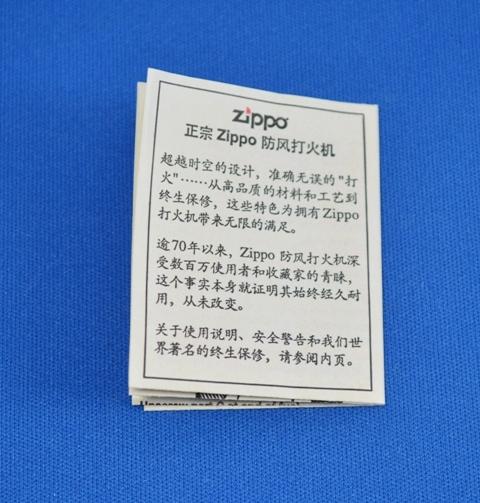 Zippo
正宗 Zippo 防风打火机
超越时空的设计，准确无误的"打
火"……从高品质的材料和工艺到
终生保修，这些特色为拥有Zippo
打火机带来无限的满足。
逾70年以来，Zippo 防风打火机深
受数百万使用者和收藏家的青睐，
这个事实本身就证明其始终经久耐
用，从未改变。
关于使用说明、安全警告和我们世
界著名的终生保修，请参阅内页。